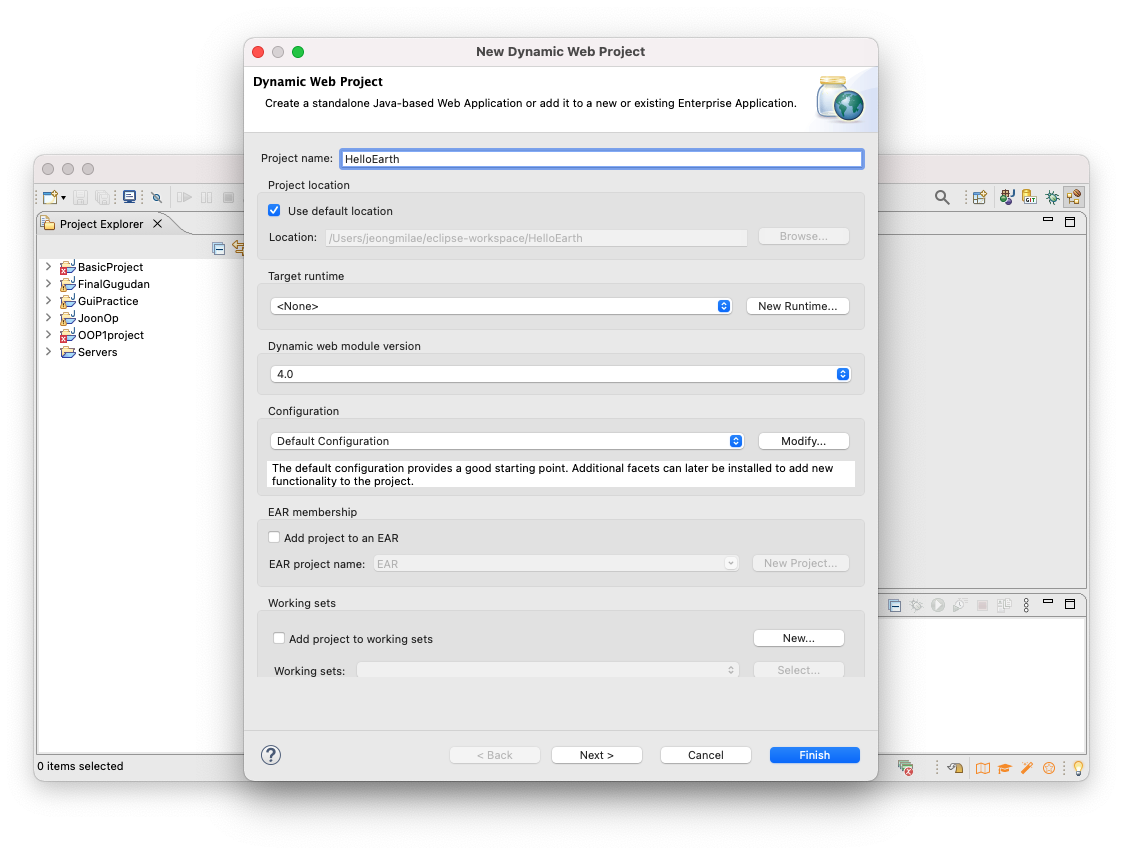 New Dynamic Web Project
Dynamic Web Project
Create a standalone Java-based Web Application or add it to a new or existing Enterprise Application.
Project name: HelloEarth
Project location
Use default location
Location: /Users/jeongmilae/eclipse-workspace/HelloEarth Browse...
Target runtime
<None> New Runtime...
Dynamic web module version
4.0
Configuration
Default Configuration Modify...
The default configuration provides a good starting point. Additional facets can later be installed to add new
functionality to the project.
EAR membership
Add project to an EAR
EAR project name: EAR New Project...
Working sets
Add project to working sets New...
Working sets: Select...
? < Back Next > Cancel Finish
Project Explorer
BasicProject
FinalGugudan
GuiPractice
JoonOp
OOP1project
Servers
0 items selected
GIT